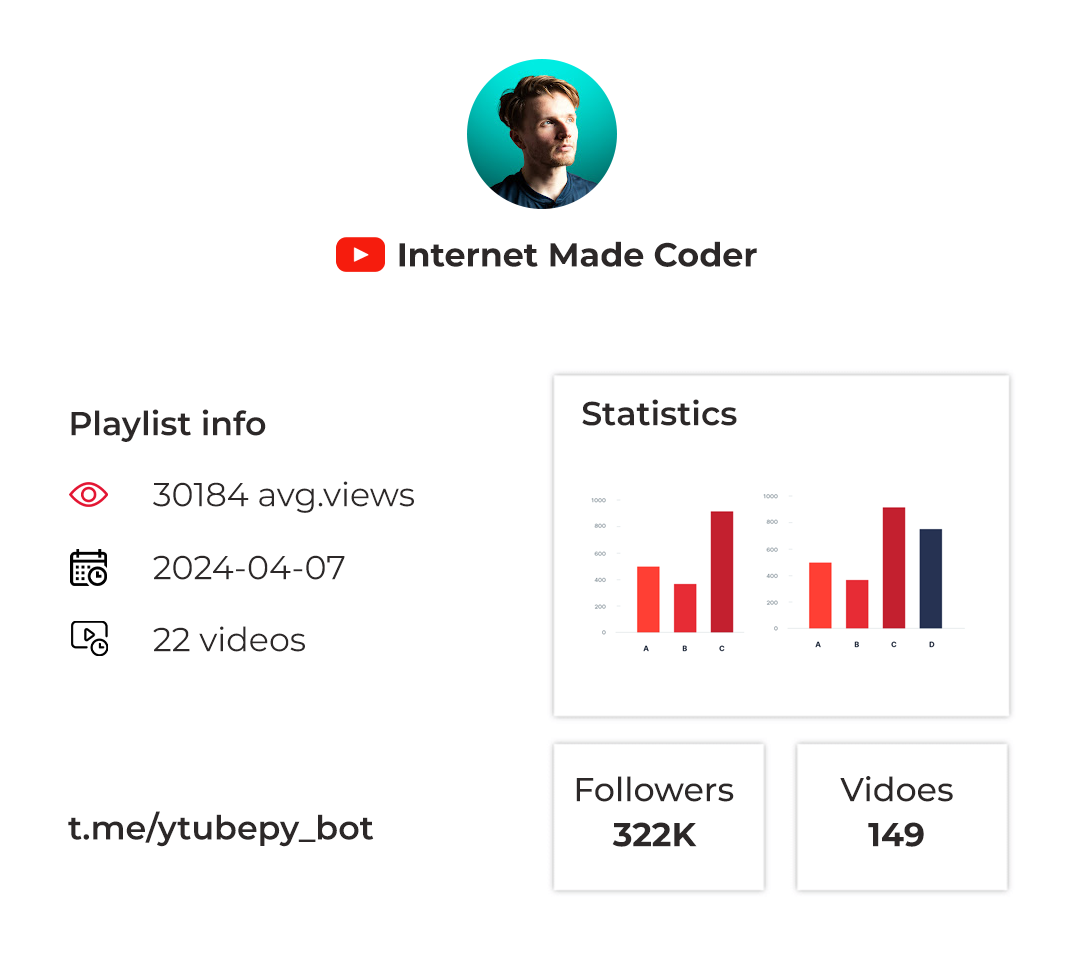 Internet Made Coder
Playlist info
30184 avg.views
2024-04-07
22 videos
t.me/ytubepy_bot
Statistics
1000
800
600
400
200
0
A B C
1000
800
600
400
200
0
A B C D
Followers
322K
Vidoes
149